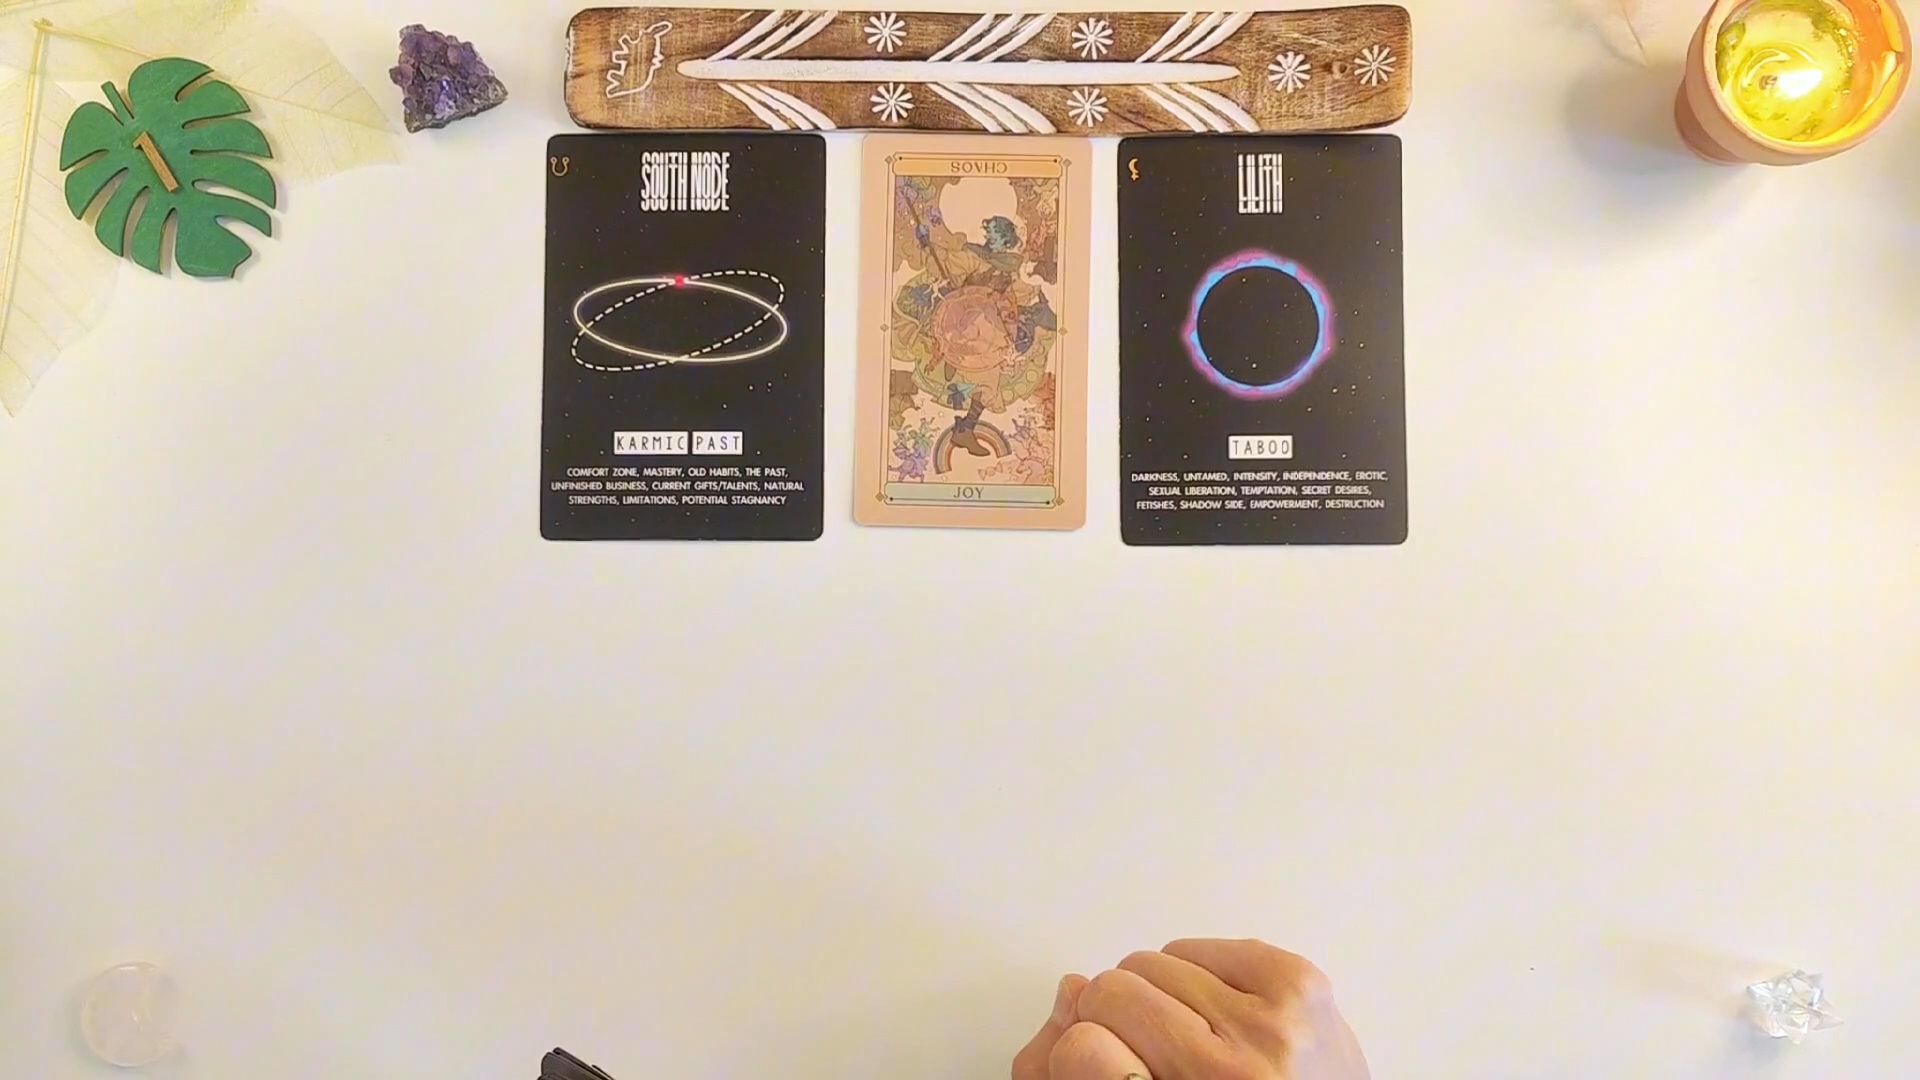 1
SOUTH NODE
KARMIC PAST
COMFORT ZONE, MASTERY, OLD HABITS, THE PAST,
UNFINISHED BUSINESS, CURRENT GIFTS/TALENTS, NATURAL
STRENGTHS, LIMITATIONS, POTENTIAL STAGNANCY
CHAOS
JOY
LILITH
TABOO
DARKNESS, UNTAMED, INTENSITY, INDEPENDENCE, EROTIC,
SEXUAL LIBERATION, TEMPTATION, SECRET DESIRES,
FETISHES, SHADOW SIDE, EMPOWERMENT, DESTRUCTION